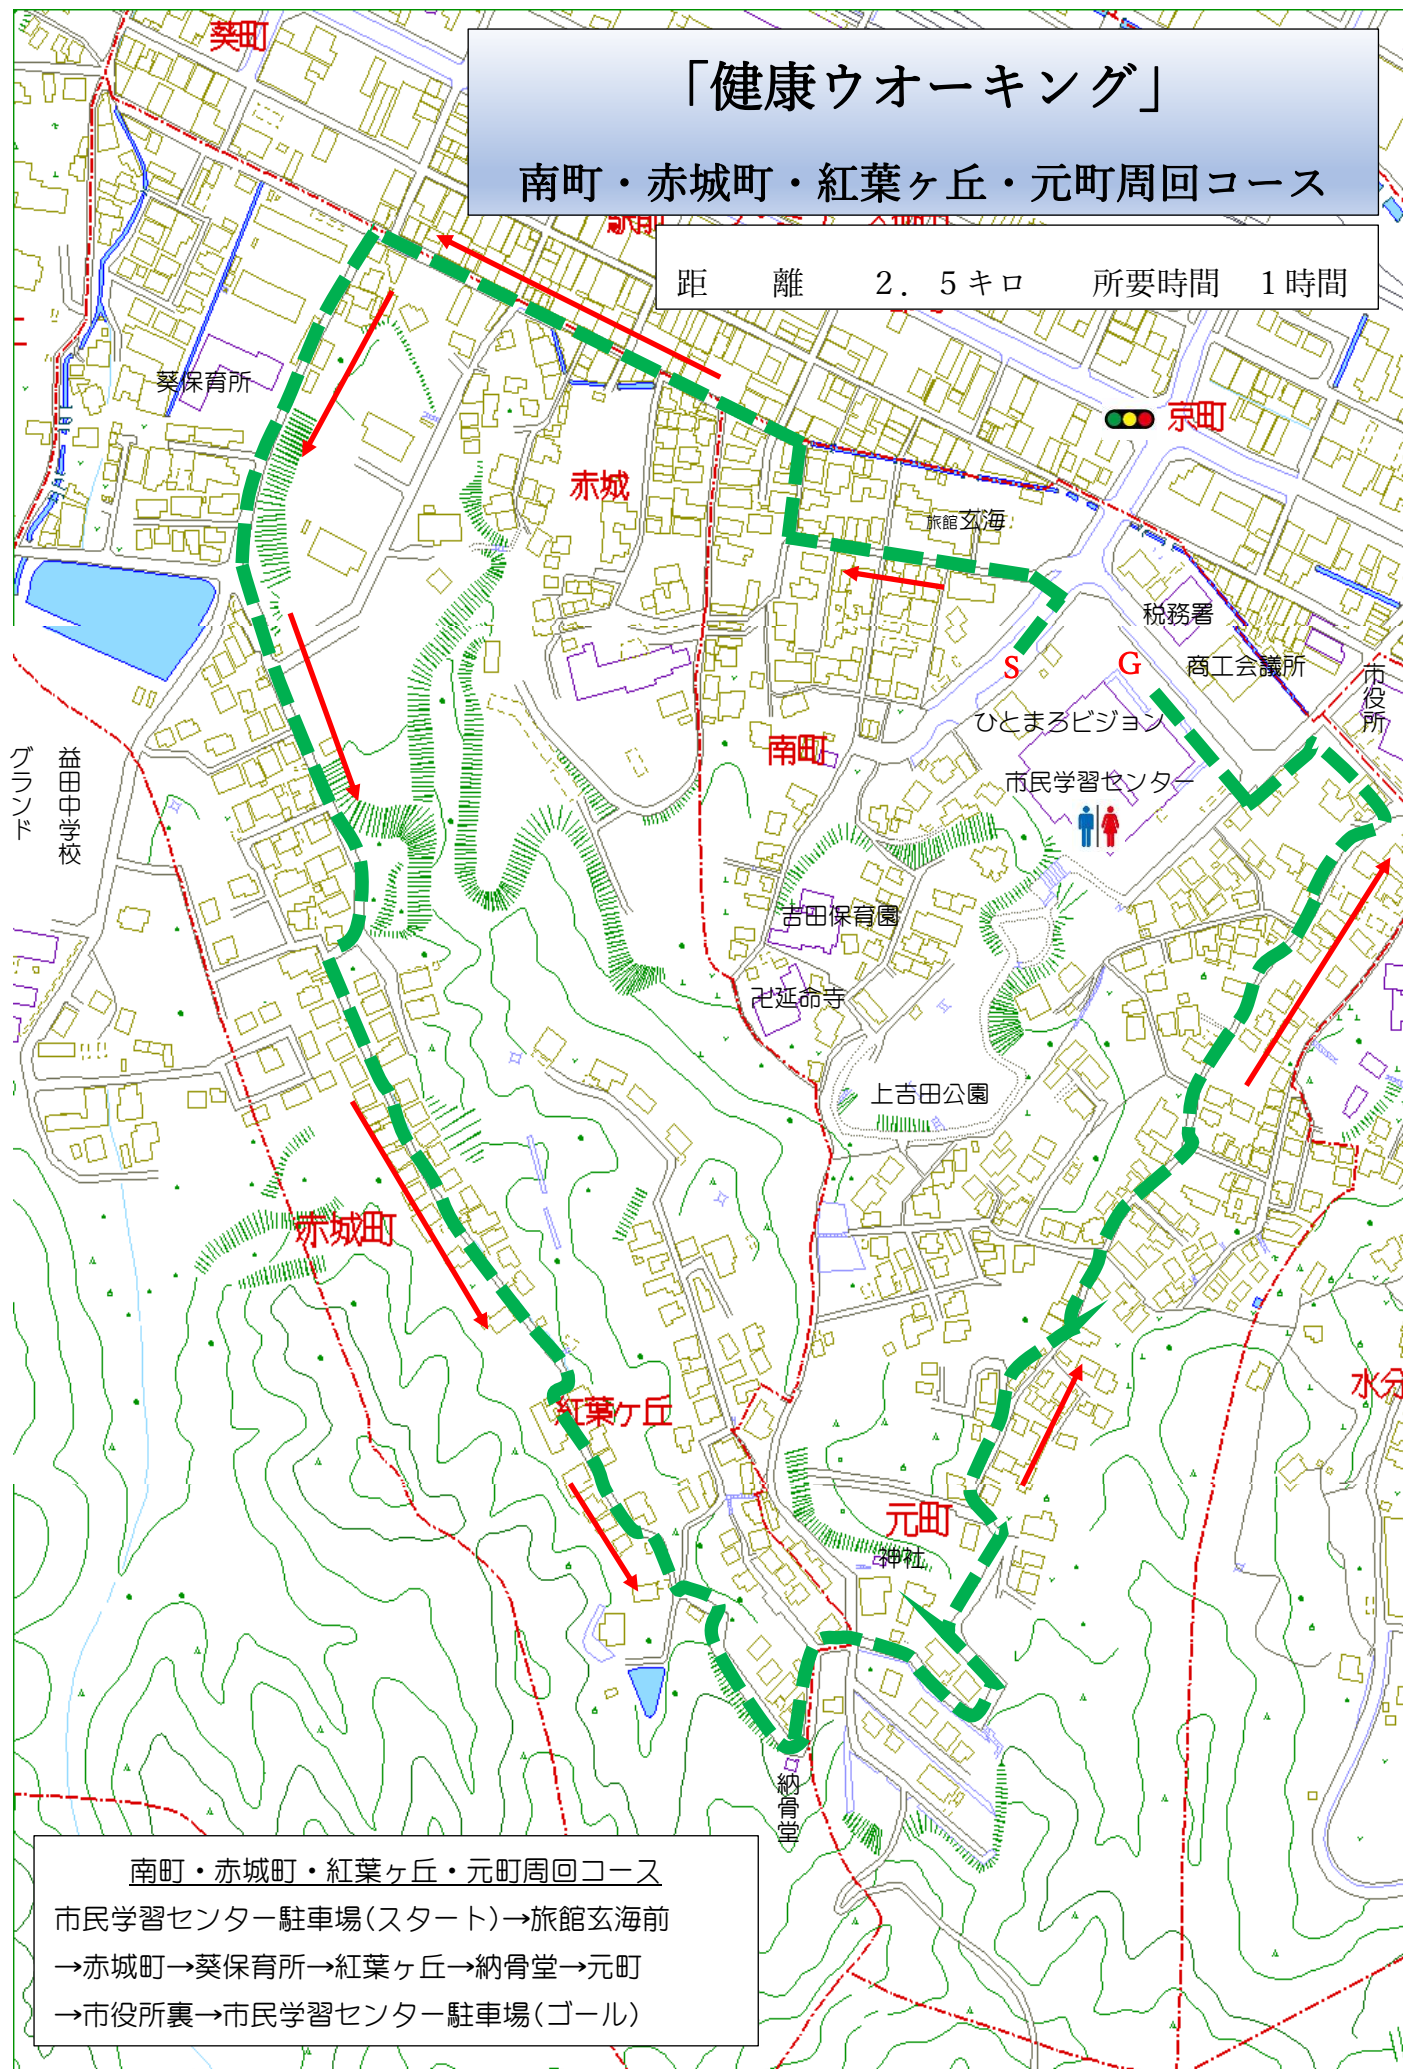 葵町
「健康ウオーキング」
南町・赤城町・紅葉ヶ丘・元町周回コース
駅前
距　離　２．５キロ　所要時間　１時間
葵保育所
京町
赤城
旅館玄海
税務署
S
G
商工会議所
市役所
ひとまろビジョン
南町
市民学習センター
益田中学校
グランド
吉田保育園
卍延命寺
上吉田公園
赤城町
水分
紅葉ケ丘
元町
神社
納骨堂
南町・赤城町・紅葉ヶ丘・元町周回コース
市民学習センター駐車場(スタート)→旅館玄海前
→赤城町→葵保育所→紅葉ヶ丘→納骨堂→元町
→市役所裏→市民学習センター駐車場(ゴール)